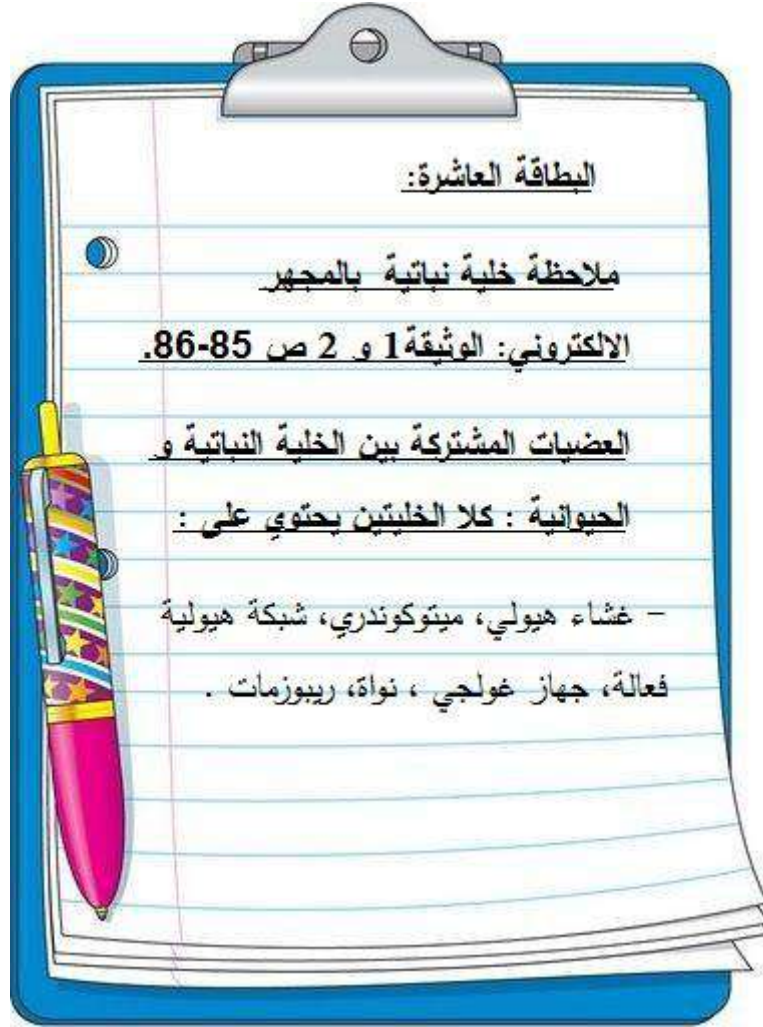 البطاقة العاشرة:
ملاحظة خلية نباتية بالمجهر
الالكتروني: الوثيقة1 و 2 ص 85-86.
العضيات المشتركة بين الخلية النباتية و
الحيوانية : كلا الخليتين يحتوي على :
- غشاء هيولي، ميتوكوندري، شبكة هيولية
فعالة، جهاز غولجي ، نواة، ريبوزمات .